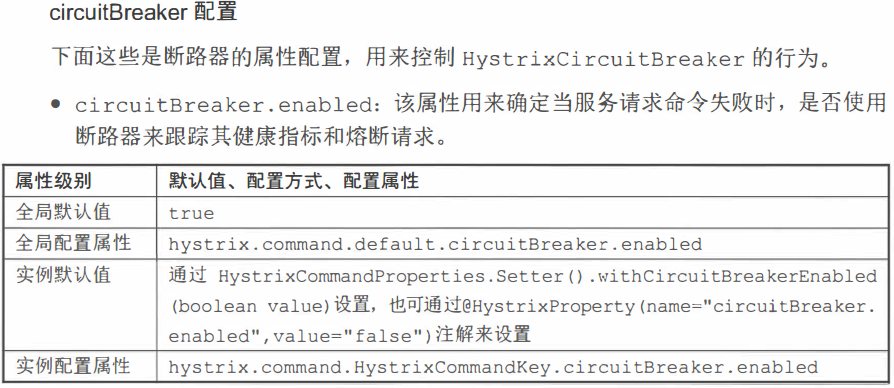 circuitBreaker 配置
下面这些是断路器的属性配置，用来控制 HystrixCircuitBreaker 的行为。
● circuitBreaker.enabled：该属性用来确定当服务请求命令失败时，是否使用
断路器来跟踪其健康指标和熔断请求。
属性级别 默认值、配置方式、配置属性
全局默认值 true
全局配置属性 hystrix.command.default.circuitBreaker.enabled
实例默认值 通过 HystrixCommandProperties.Setter().withCircuitBreakerEnabled
(boolean value)设置，也可通过@HystrixProperty(name="circuitBreaker.
enabled",value="false")注解来设置
实例配置属性 hystrix.command.HystrixCommandKey.circuitBreaker.enabled